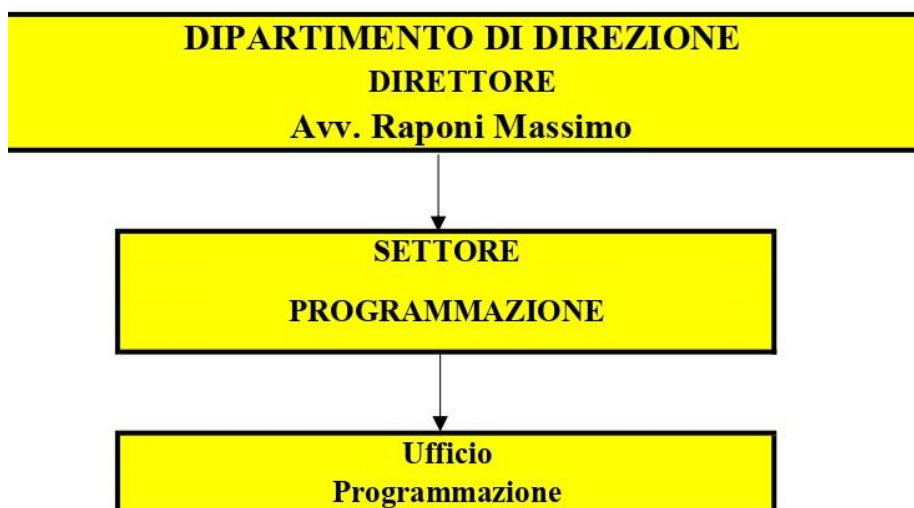 DIPARTIMENTO DI DIREZIONE
DIRETTORE
Avv. Raponi Massimo
SETTORE
PROGRAMMAZIONE
Ufficio
Programmazione